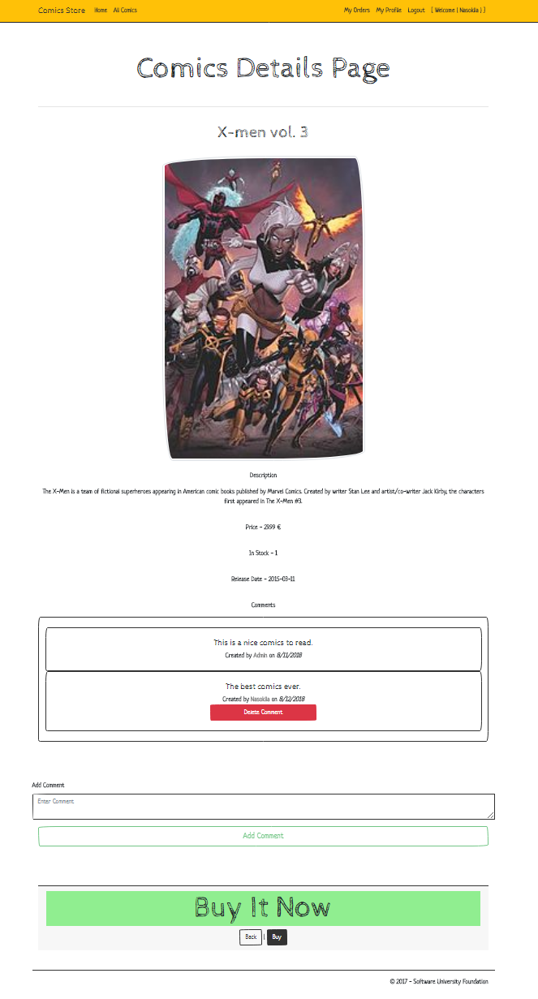 Comics Store Home All Comics My Orders My Profile Logout [ Welcome ( Nasokila ) ]
Comics Details Page
X-men vol. 3
Description
The X-Men is a team of fictional superheroes appearing in American comic books published by Marvel Comics. Created by writer Stan Lee and artist/co-writer Jack Kirby, the characters
first appeared in The X-Men #3.
Price - 29.99 €
In Stock - 1
Release Date - 2015-03-11
Comments
This is a nice comics to read.
Created by Admin on 8/11/2018
The best comics ever.
Created by Nasokila on 8/12/2018
Delete Comment
Add Comment
Enter Comment
Add Comment
Buy It Now
Back | Buy
© 2017 - Software University Foundation